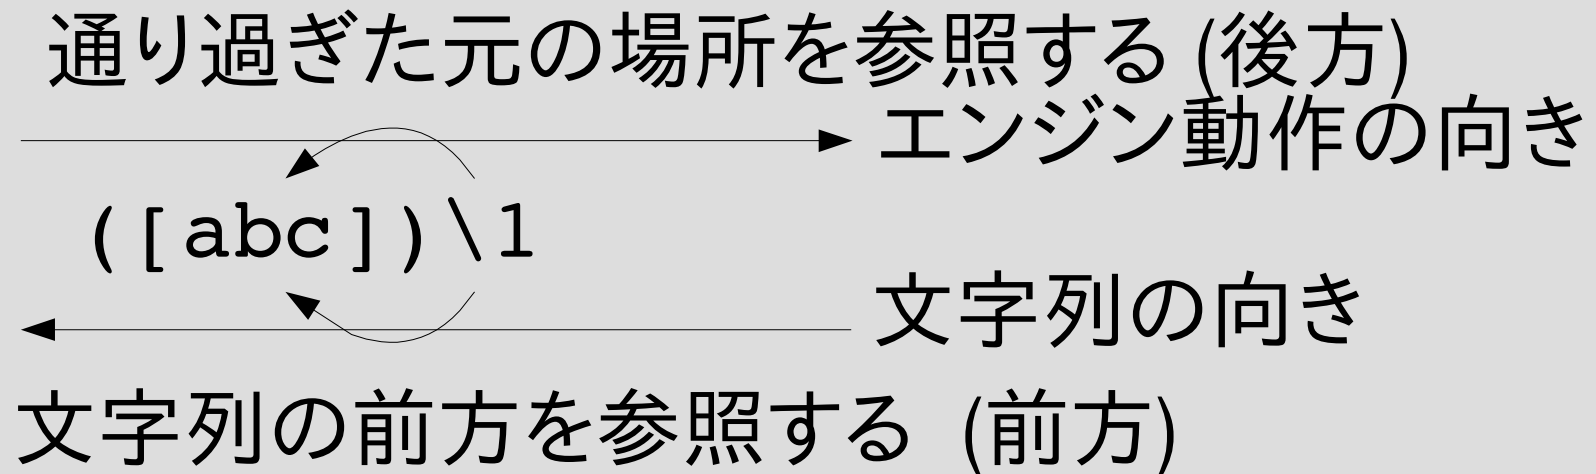 通り過ぎた元の場所を参照する (後方)
エンジン動作の向き
([abc])\1
文字列の向き
文字列の前方を参照する (前方)